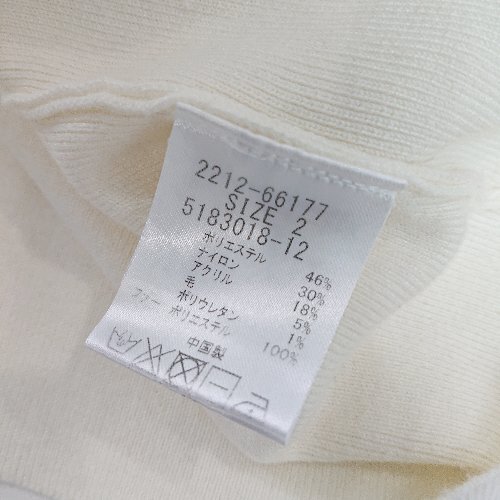 2212-66177
SIZE 2
5183018-12
ポリエステル 46%
ナイロン 30%
アクリル 18%
毛 5%
ポリウレタン 1%
ファー ポリエステル 100%
中国製